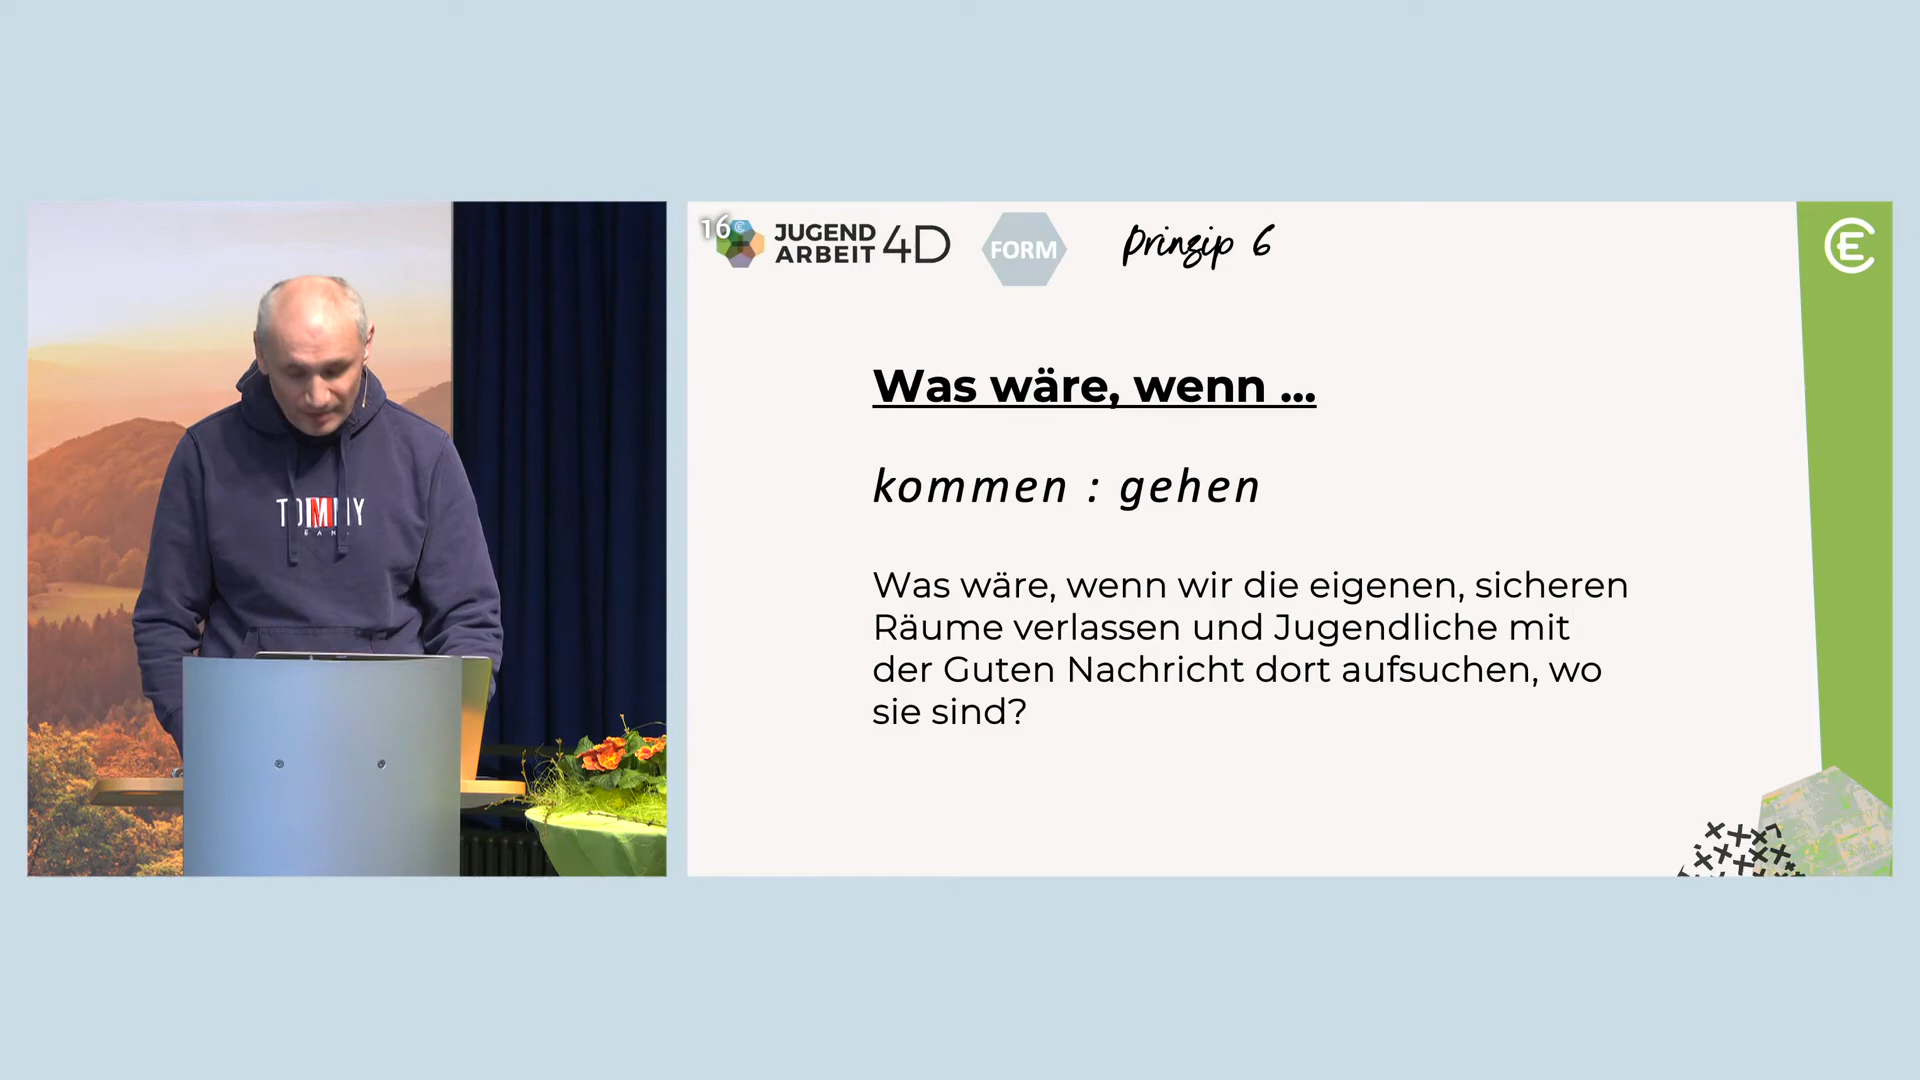 TOMMY
16
JUGEND
ARBEIT 4D
FORM
Prinzip 6
CE
Was wäre, wenn ...
kommen : gehen
Was wäre, wenn wir die eigenen, sicheren
Räume verlassen und Jugendliche mit
der Guten Nachricht dort aufsuchen, wo
sie sind?